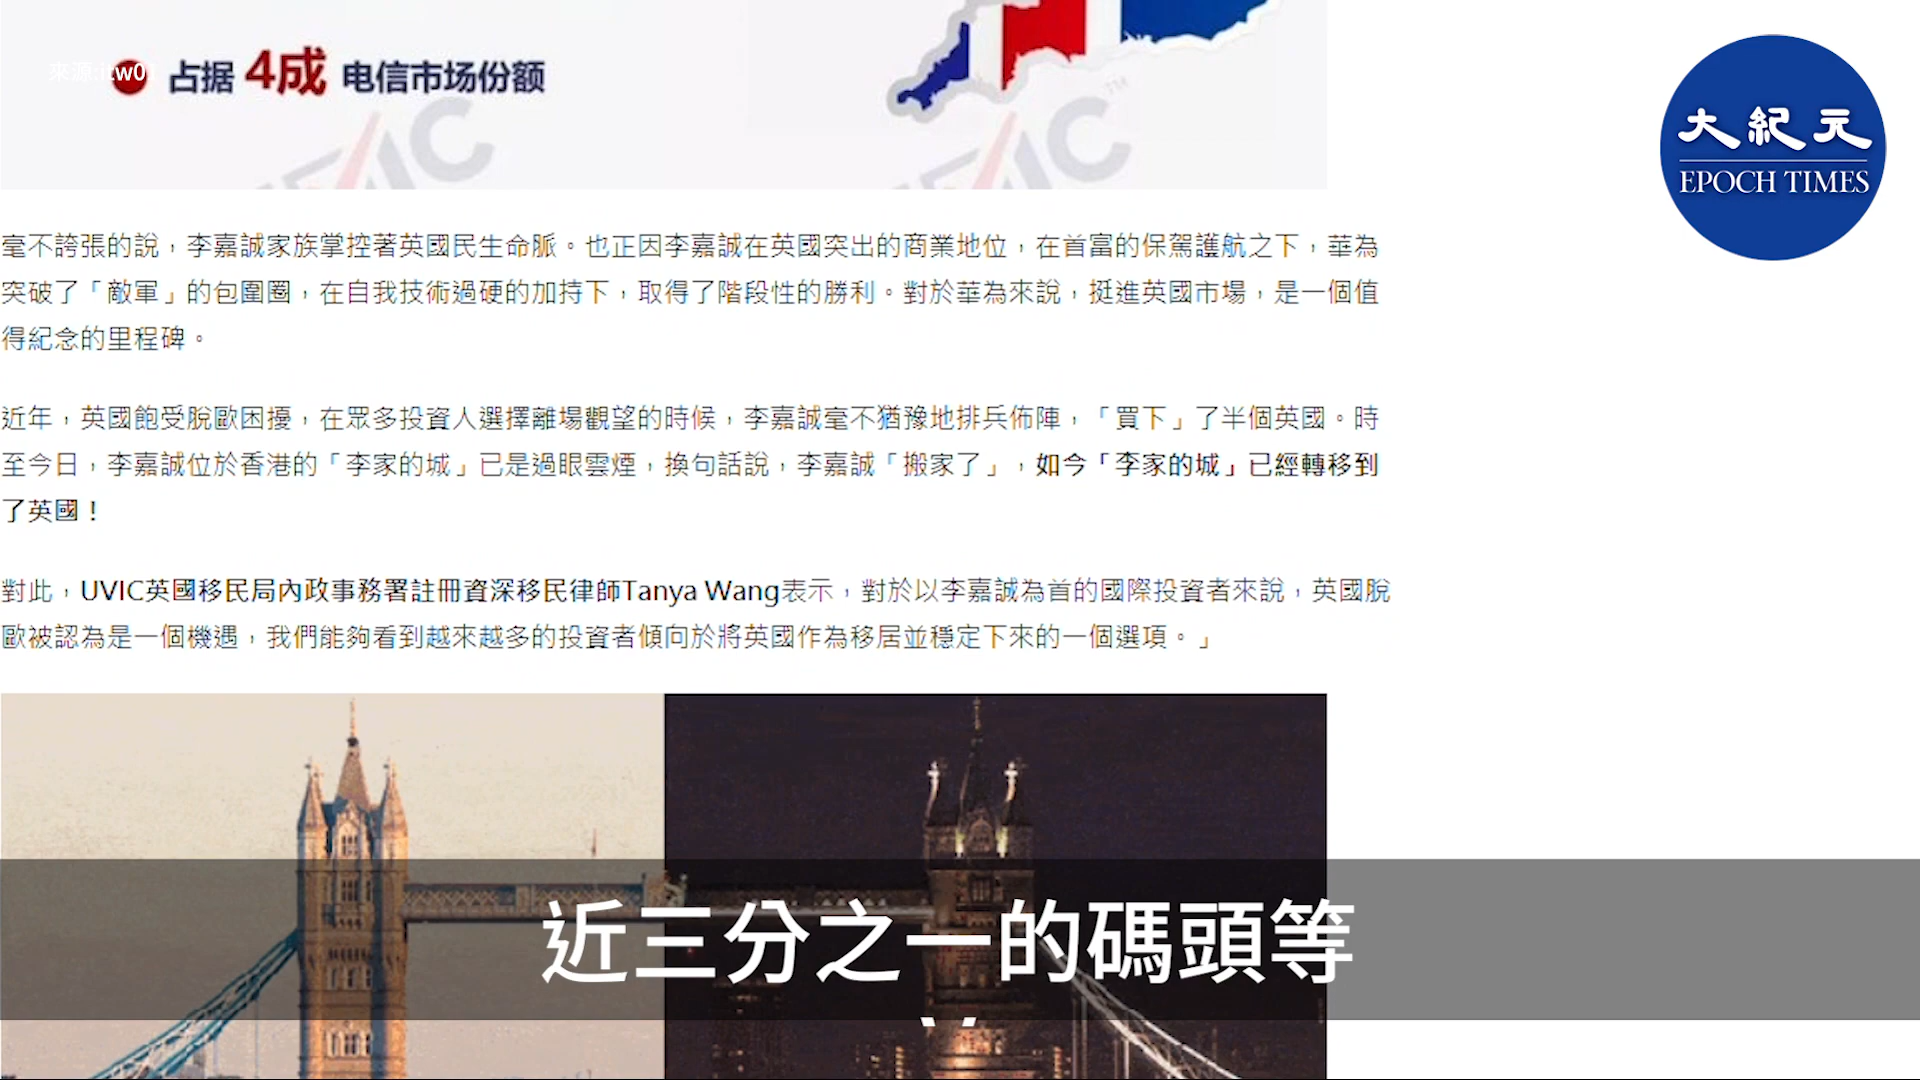 來源:itw01
占据 4成 电信市场份额
大紀元
EPOCH TIMES
毫不誇張的說，李嘉誠家族掌控著英國民生命脈。也正因李嘉誠在英國突出的商業地位，在首富的保駕護航之下，華為
突破了「敵軍」的包圍圈，在自我技術過硬的加持下，取得了階段性的勝利。對於華為來說，挺進英國市場，是一個值
得紀念的里程碑。
近年，英國飽受脫歐困擾，在眾多投資人選擇離場觀望的時候，李嘉誠毫不猶豫地排兵佈陣，「買下」了半個英國。時
至今日，李嘉誠位於香港的「李家的城」已是過眼雲煙，換句話說，李嘉誠「搬家了」，如今「李家的城」已經轉移到
了英國！
對此，UVIC英國移民局內政事務署註冊資深移民律師Tanya Wang表示，對於以李嘉誠為首的國際投資者來說，英國脫
歐被認為是一個機遇，我們能夠看到越來越多的投資者傾向於將英國作為移居並穩定下來的一個選項。」
近三分之一的碼頭等